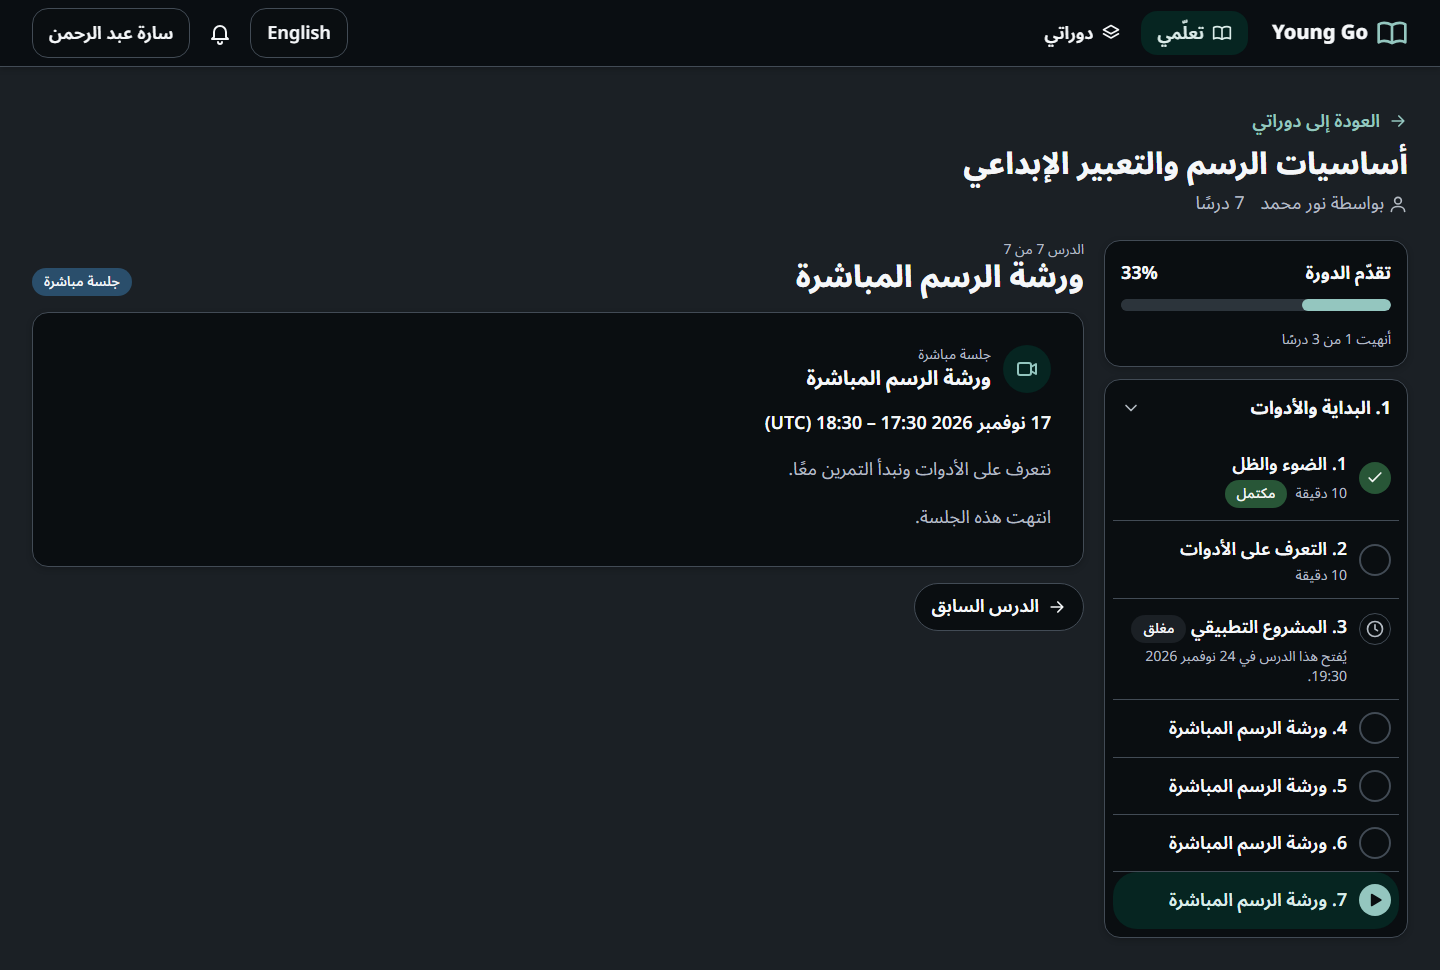 Young Go
تعلّمي
دوراتي
English
سارة عبد الرحمن
العودة إلى دوراتي
أساسيات الرسم والتعبير الإبداعي
بواسطة نور محمد 7 درسًا
تقدّم الدورة 33%
أنهيت 1 من 3 درسًا
1. البداية والأدوات
1. الضوء والظل
10 دقيقة مكتمل
2. التعرف على الأدوات
10 دقيقة
3. المشروع التطبيقي مغلق
يُفتح هذا الدرس في 24 نوفمبر 2026
19:30.
4. ورشة الرسم المباشرة
5. ورشة الرسم المباشرة
6. ورشة الرسم المباشرة
7. ورشة الرسم المباشرة
الدرس 7 من 7
ورشة الرسم المباشرة
جلسة مباشرة
جلسة مباشرة
ورشة الرسم المباشرة
17 نوفمبر 2026 17:30 – 18:30 (UTC)
نتعرف على الأدوات ونبدأ التمرين معًا.
انتهت هذه الجلسة.
الدرس السابق